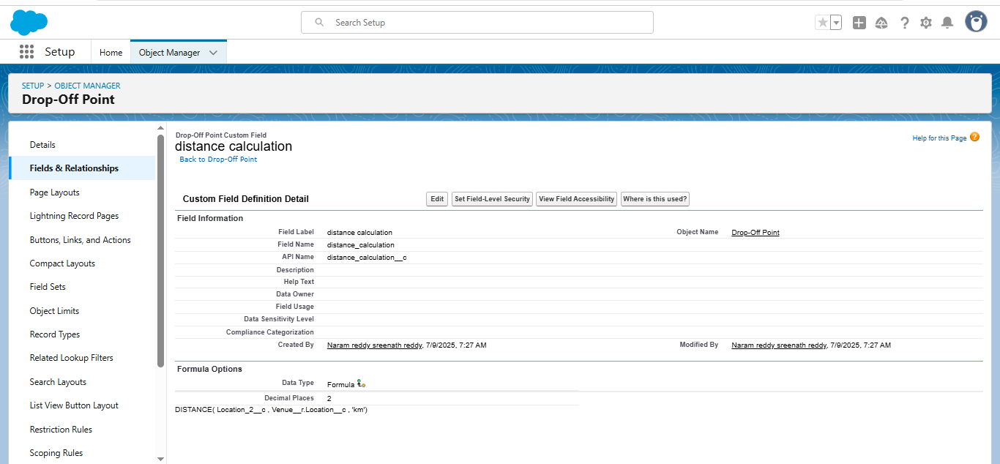 Search Setup
Setup
Home
Object Manager
SETUP > OBJECT MANAGER
Drop-Off Point
Details
Fields & Relationships
Page Layouts
Lightning Record Pages
Buttons, Links, and Actions
Compact Layouts
Field Sets
Object Limits
Record Types
Related Lookup Filters
Search Layouts
List View Button Layout
Restriction Rules
Scoping Rules
Drop-Off Point Custom Field
distance calculation
Back to Drop-Off Point
Help for this Page ?
Custom Field Definition Detail
Edit
Set Field-Level Security
View Field Accessibility
Where is this used?
Field Information
Field Label distance calculation Object Name Drop-Off Point
Field Name distance_calculation
API Name distance_calculation__c
Description
Help Text
Data Owner
Field Usage
Data Sensitivity Level
Compliance Categorization
Created By Naram reddy sreenath reddy, 7/9/2025, 7:27 AM Modified By Naram reddy sreenath reddy, 7/9/2025, 7:27 AM
Formula Options
Data Type Formula
Decimal Places 2
DISTANCE( Location_2__c , Venue__r.Location__c , 'km')